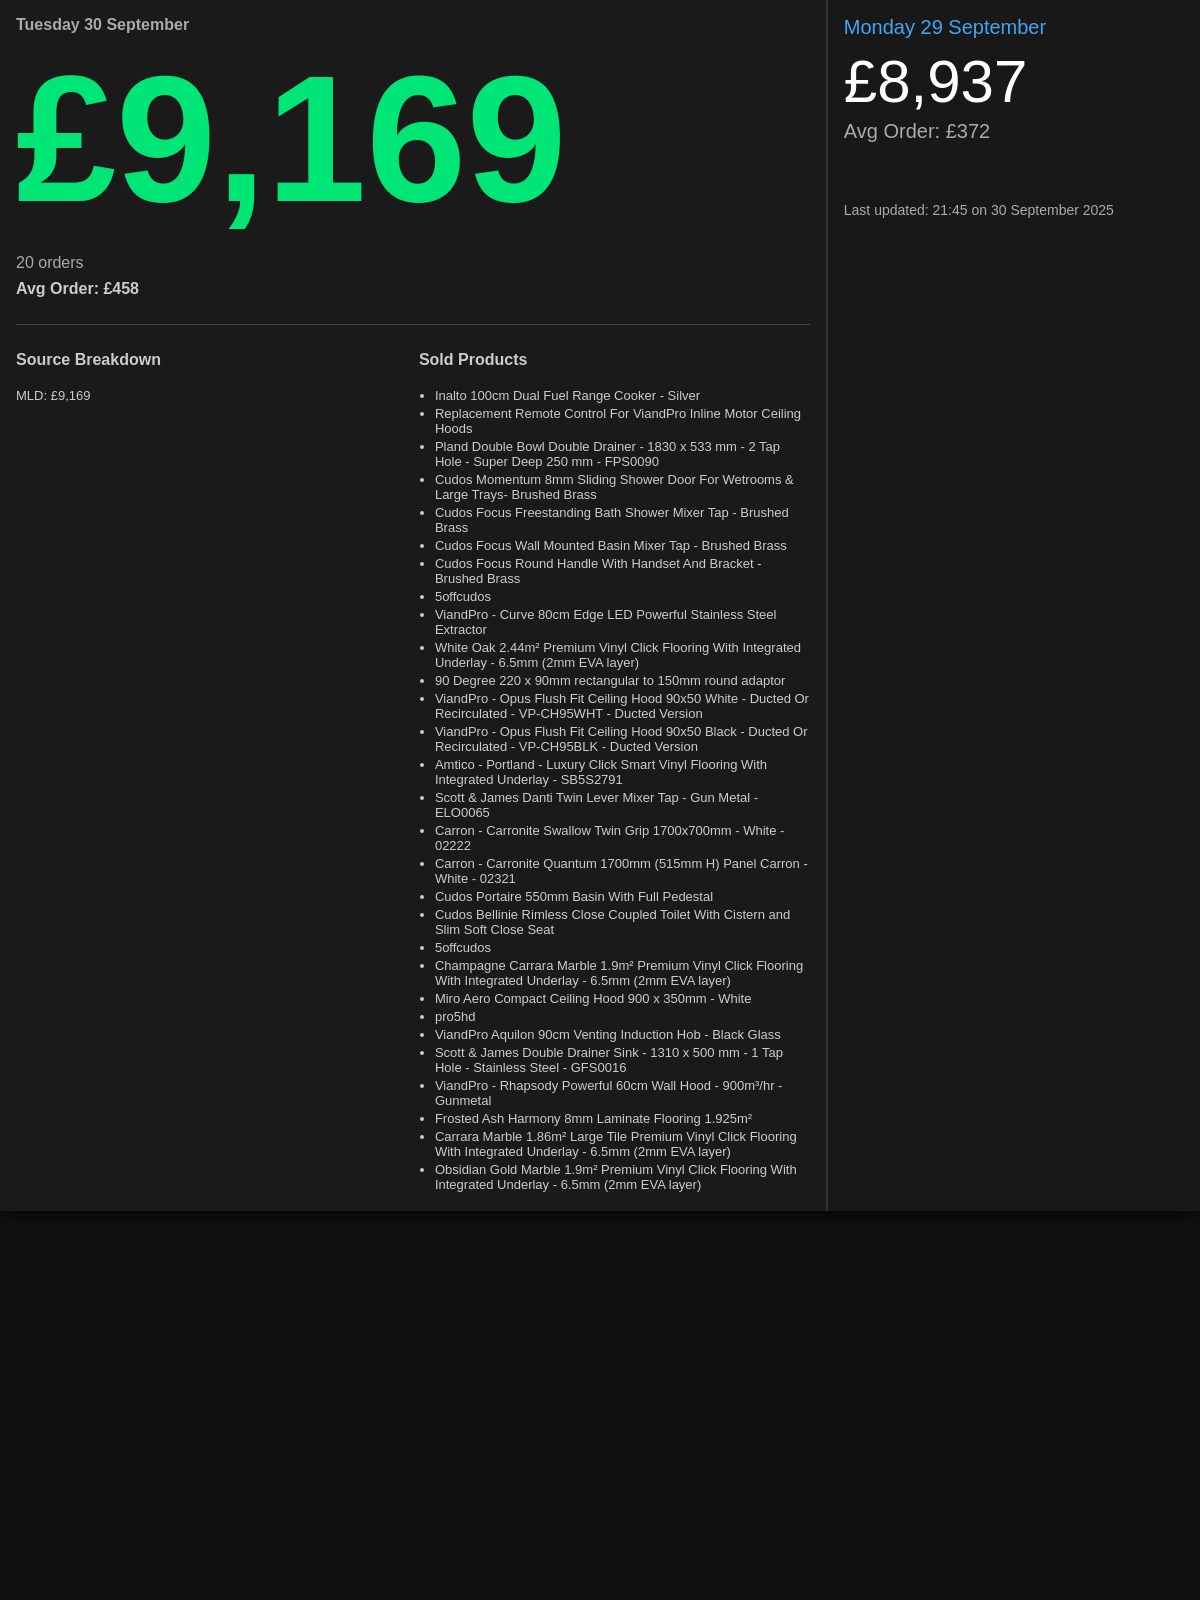 Tuesday 30 September
£9,169
20 orders
Avg Order: £458
Source Breakdown
MLD: £9,169
Sold Products
• Inalto 100cm Dual Fuel Range Cooker - Silver
• Replacement Remote Control For ViandPro Inline Motor Ceiling
Hoods
• Pland Double Bowl Double Drainer - 1830 x 533 mm - 2 Tap
Hole - Super Deep 250 mm - FPS0090
• Cudos Momentum 8mm Sliding Shower Door For Wetrooms &
Large Trays- Brushed Brass
• Cudos Focus Freestanding Bath Shower Mixer Tap - Brushed
Brass
• Cudos Focus Wall Mounted Basin Mixer Tap - Brushed Brass
• Cudos Focus Round Handle With Handset And Bracket -
Brushed Brass
• 5offcudos
• ViandPro - Curve 80cm Edge LED Powerful Stainless Steel
Extractor
• White Oak 2.44m² Premium Vinyl Click Flooring With Integrated
Underlay - 6.5mm (2mm EVA layer)
• 90 Degree 220 x 90mm rectangular to 150mm round adaptor
• ViandPro - Opus Flush Fit Ceiling Hood 90x50 White - Ducted Or
Recirculated - VP-CH95WHT - Ducted Version
• ViandPro - Opus Flush Fit Ceiling Hood 90x50 Black - Ducted Or
Recirculated - VP-CH95BLK - Ducted Version
• Amtico - Portland - Luxury Click Smart Vinyl Flooring With
Integrated Underlay - SB5S2791
• Scott & James Danti Twin Lever Mixer Tap - Gun Metal -
ELO0065
• Carron - Carronite Swallow Twin Grip 1700x700mm - White -
02222
• Carron - Carronite Quantum 1700mm (515mm H) Panel Carron -
White - 02321
• Cudos Portaire 550mm Basin With Full Pedestal
• Cudos Bellinie Rimless Close Coupled Toilet With Cistern and
Slim Soft Close Seat
• 5offcudos
• Champagne Carrara Marble 1.9m² Premium Vinyl Click Flooring
With Integrated Underlay - 6.5mm (2mm EVA layer)
• Miro Aero Compact Ceiling Hood 900 x 350mm - White
• pro5hd
• ViandPro Aquilon 90cm Venting Induction Hob - Black Glass
• Scott & James Double Drainer Sink - 1310 x 500 mm - 1 Tap
Hole - Stainless Steel - GFS0016
• ViandPro - Rhapsody Powerful 60cm Wall Hood - 900m³/hr -
Gunmetal
• Frosted Ash Harmony 8mm Laminate Flooring 1.925m²
• Carrara Marble 1.86m² Large Tile Premium Vinyl Click Flooring
With Integrated Underlay - 6.5mm (2mm EVA layer)
• Obsidian Gold Marble 1.9m² Premium Vinyl Click Flooring With
Integrated Underlay - 6.5mm (2mm EVA layer)
Monday 29 September
£8,937
Avg Order: £372
Last updated: 21:45 on 30 September 2025